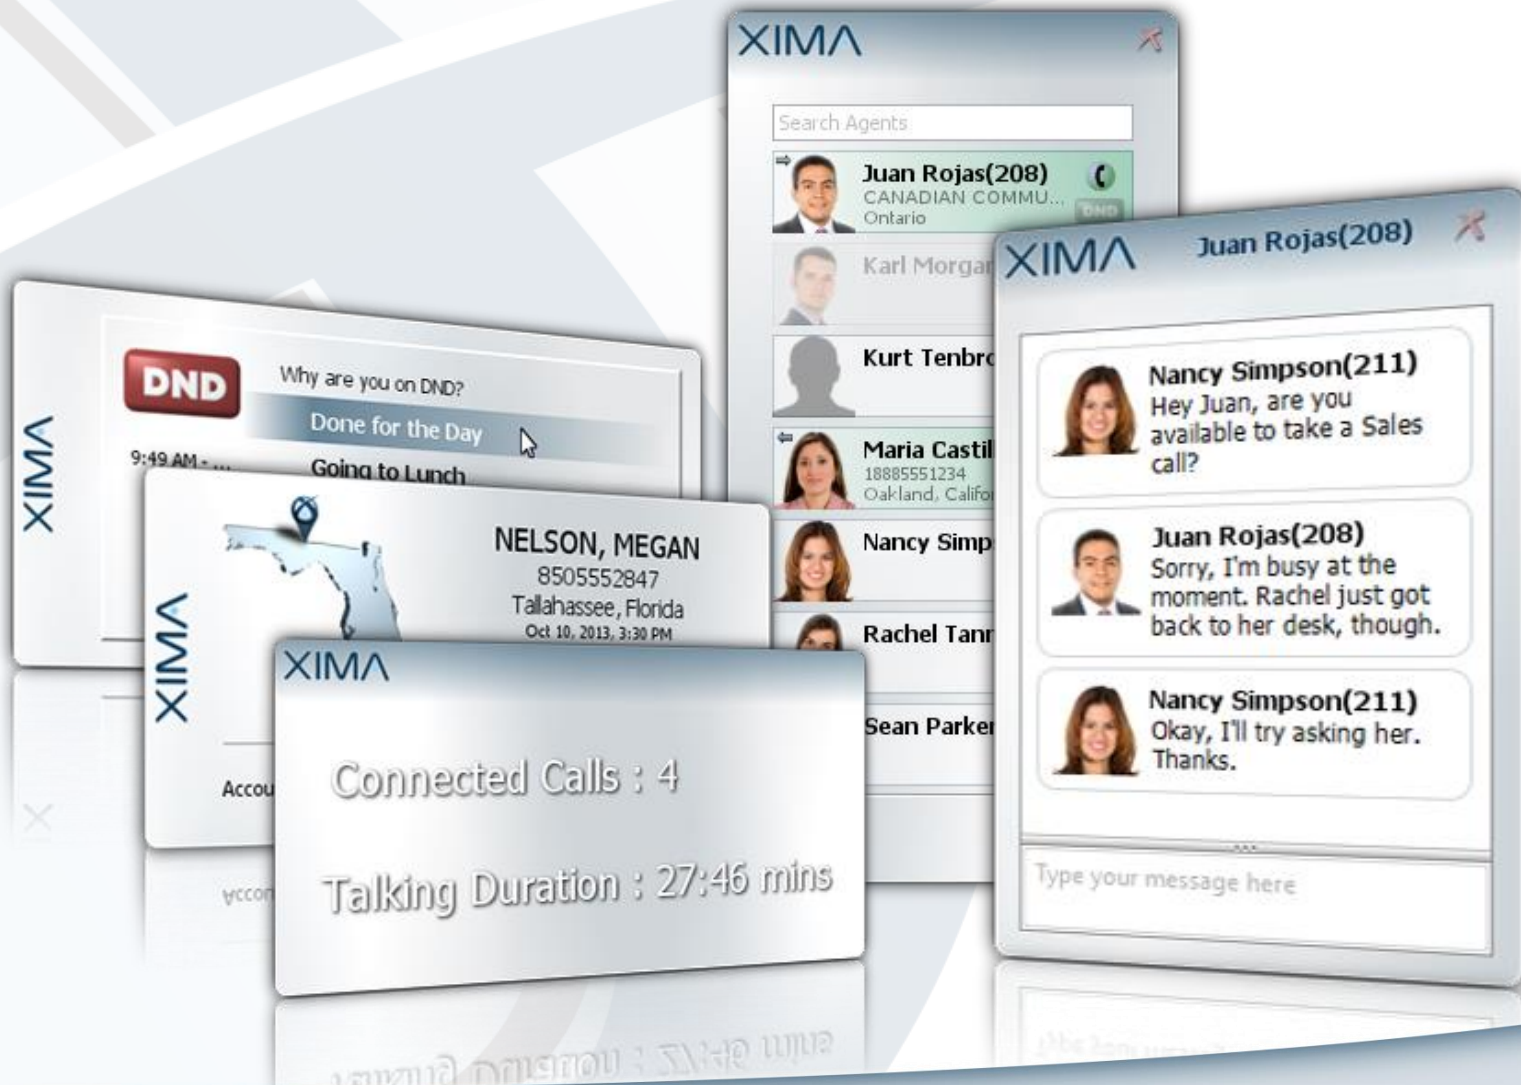 XIMA
Search Agents
Juan Rojas(208)
CANADIAN COMMU...
Ontario
DND
Karl Morgan
Kurt Tenbro
Maria Castil
18885551234
Oakland, Califo
Nancy Simp
Rachel Tann
Sean Parker
XIMA
Juan Rojas(208)
Nancy Simpson(211)
Hey Juan, are you
available to take a Sales
call?
Juan Rojas(208)
Sorry, I'm busy at the
moment. Rachel just got
back to her desk, though.
Nancy Simpson(211)
Okay, I'll try asking her.
Thanks.
Type your message here
XIMA
DND
Why are you on DND?
Done for the Day
9:49 AM - ...
Going to Lunch
XIMA
NELSON, MEGAN
8505552847
Tallahassee, Florida
Oct 10, 2013, 3:30 PM
Accou
XIMA
Connected Calls : 4
Talking Duration : 27:46 mins